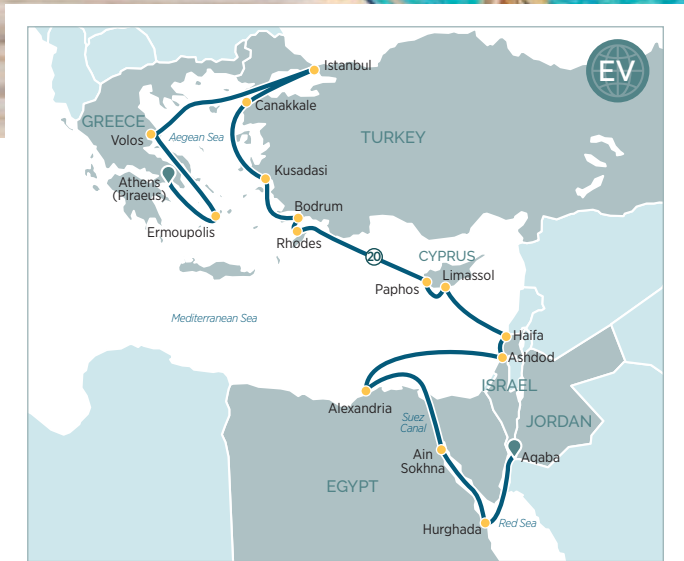 EV
Istanbul
Canakkale
GREECE
Volos
Aegean Sea
TURKEY
Athens
(Piraeus)
Kusadasi
Bodrum
Ermoupolis
Rhodes
20
CYPRUS
Limassol
Paphos
Mediterranean Sea
Haifa
Ashdod
ISRAEL
Alexandria
Suez
Canal
JORDAN
Ain
Sokhna
Aqaba
EGYPT
Hurghada
Red Sea